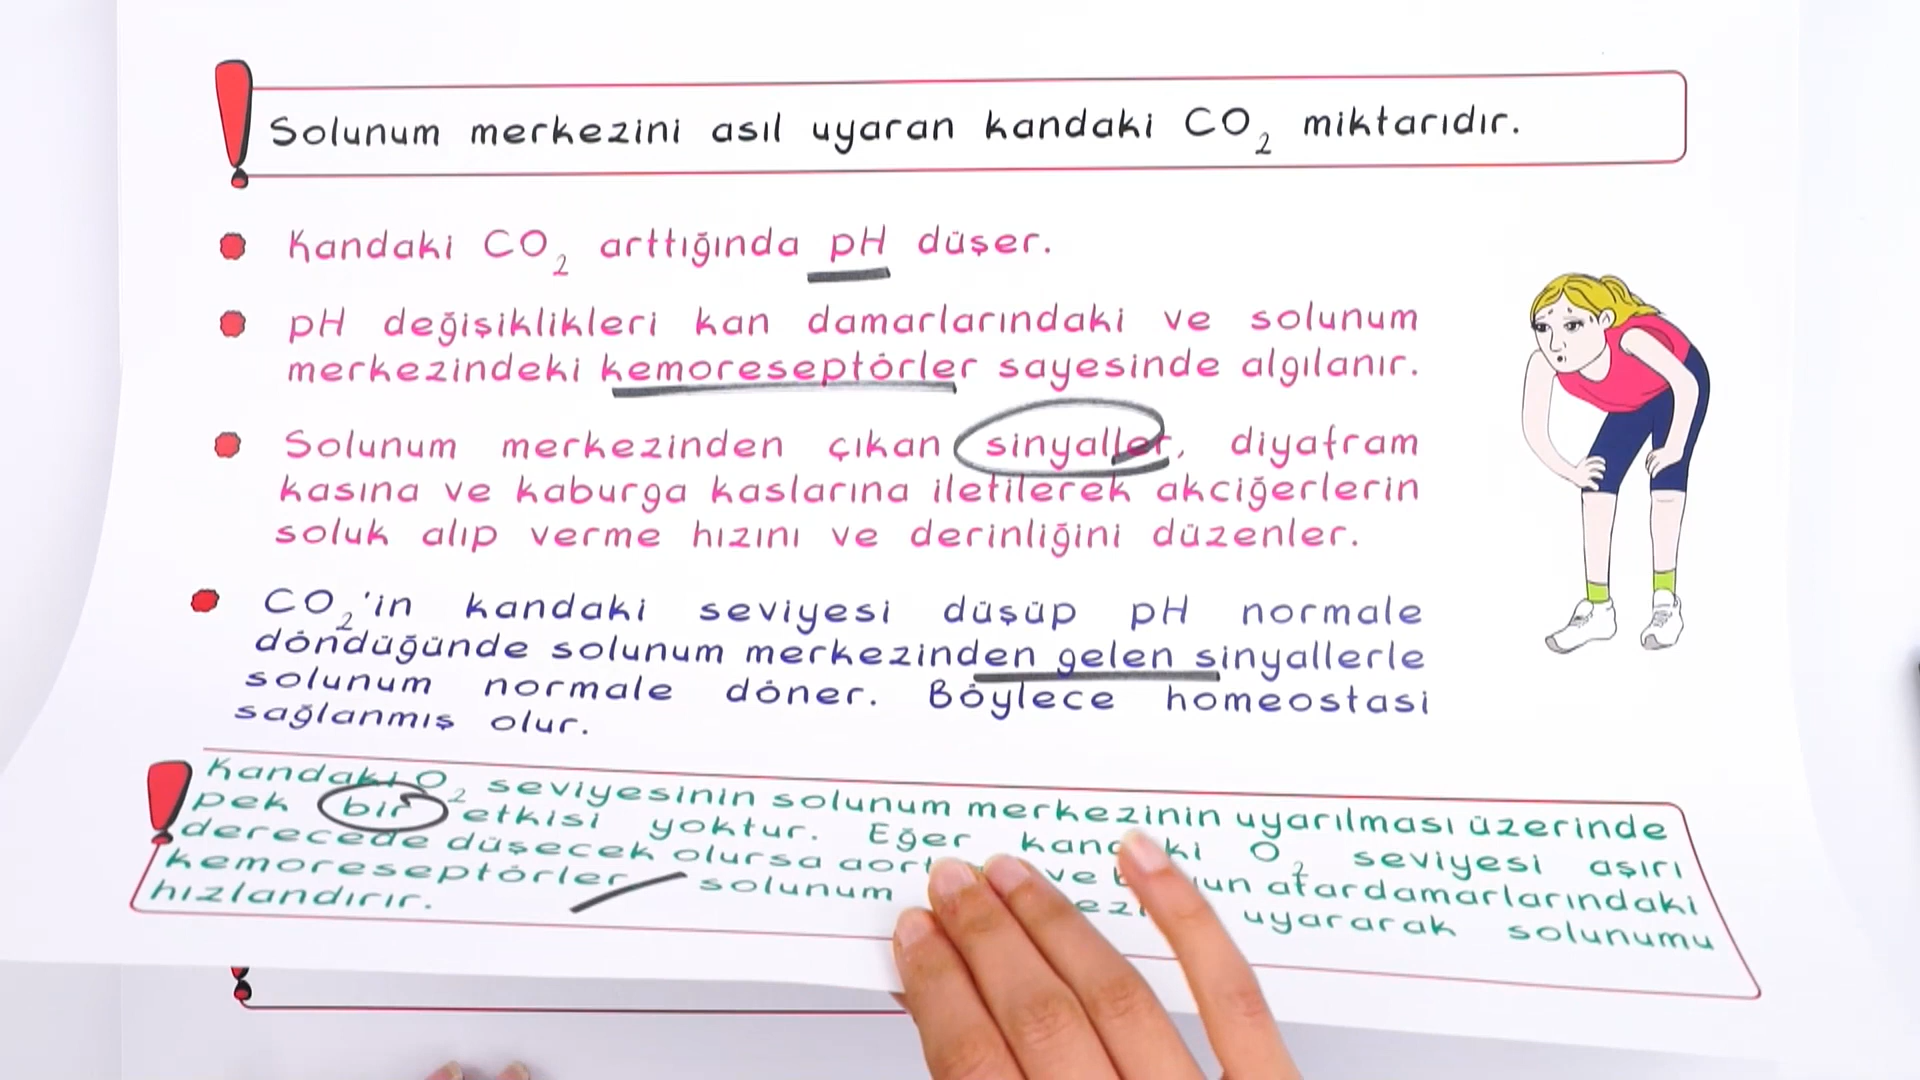 Solunum merkezini asıl uyaran kandaki CO₂ miktarıdır.
Kandaki CO₂ arttığında pH düşer.
pH değişiklikleri kan damarlarındaki ve solunum
merkezindeki kemoreseptörler sayesinde algılanır.
Solunum merkezinden çıkan sinyaller, diyafram
kasına ve kaburga kaslarına iletilerek akciğerlerin
soluk alıp verme hızını ve derinliğini düzenler.
CO₂'in kandaki seviyesi düşüp pH normale
döndüğünde solunum merkezinden gelen sinyallerle
solunum normale döner. Böylece homeostasi
sağlanmış olur.
Kandaki O₂ seviyesinin solunum merkezinin uyarılması üzerinde
pek bir etkisi yoktur. Eğer O₂ seviyesi aşırı
derecede düşecek olursa ve atardamarlarındaki
kemoreseptörler solunum uyararak solunumu
hızlandırır.